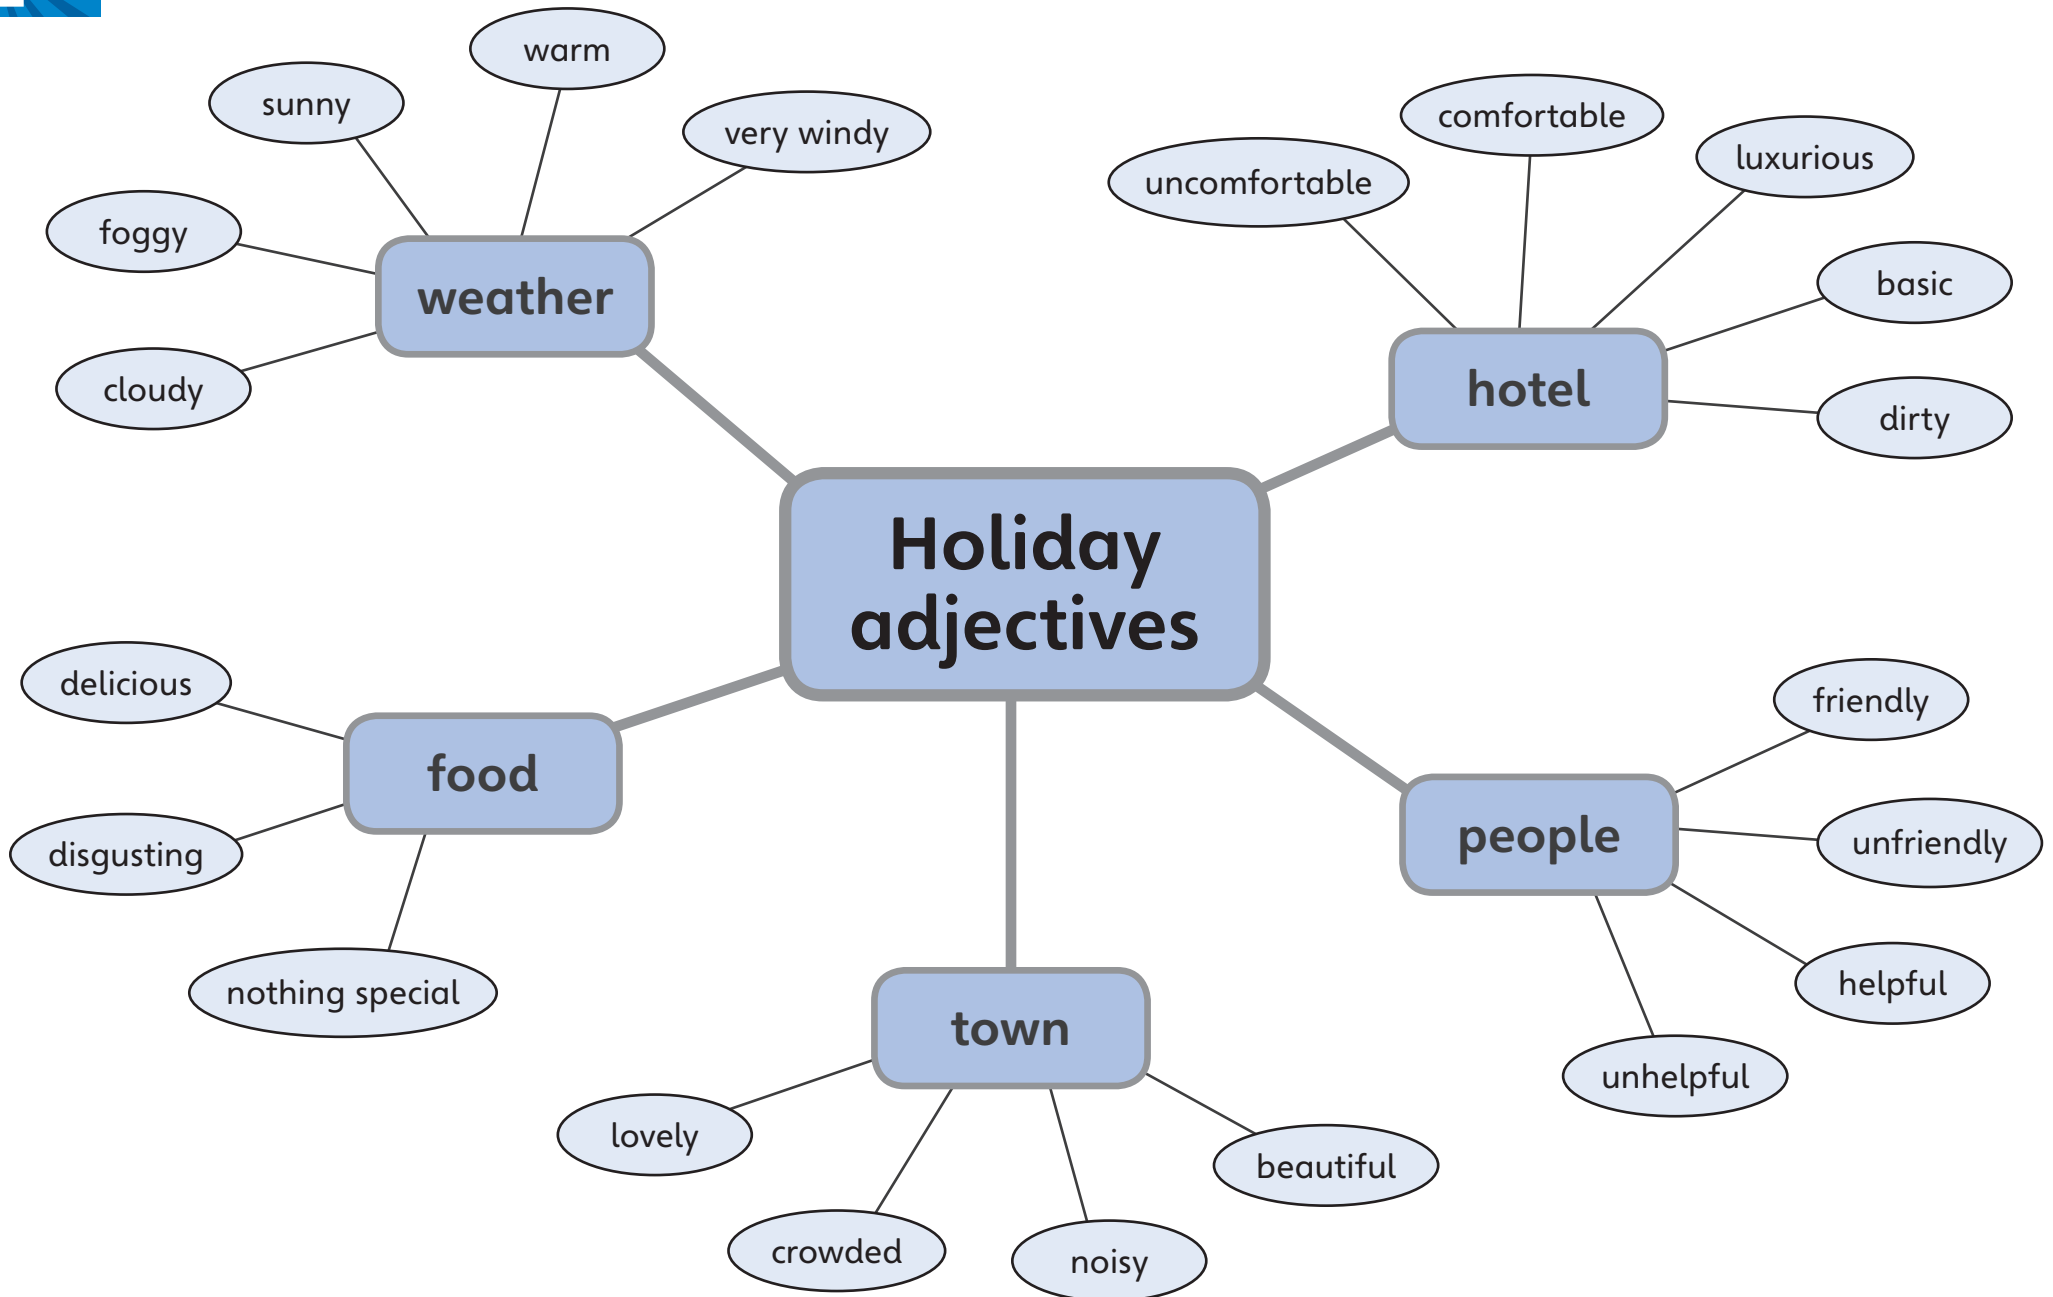 warm
sunny
very windy
foggy
weather
cloudy
comfortable
uncomfortable
luxurious
basic
hotel
dirty
Holiday
adjectives
delicious
food
disgusting
nothing special
friendly
people
unfriendly
helpful
unhelpful
town
lovely
beautiful
crowded
noisy